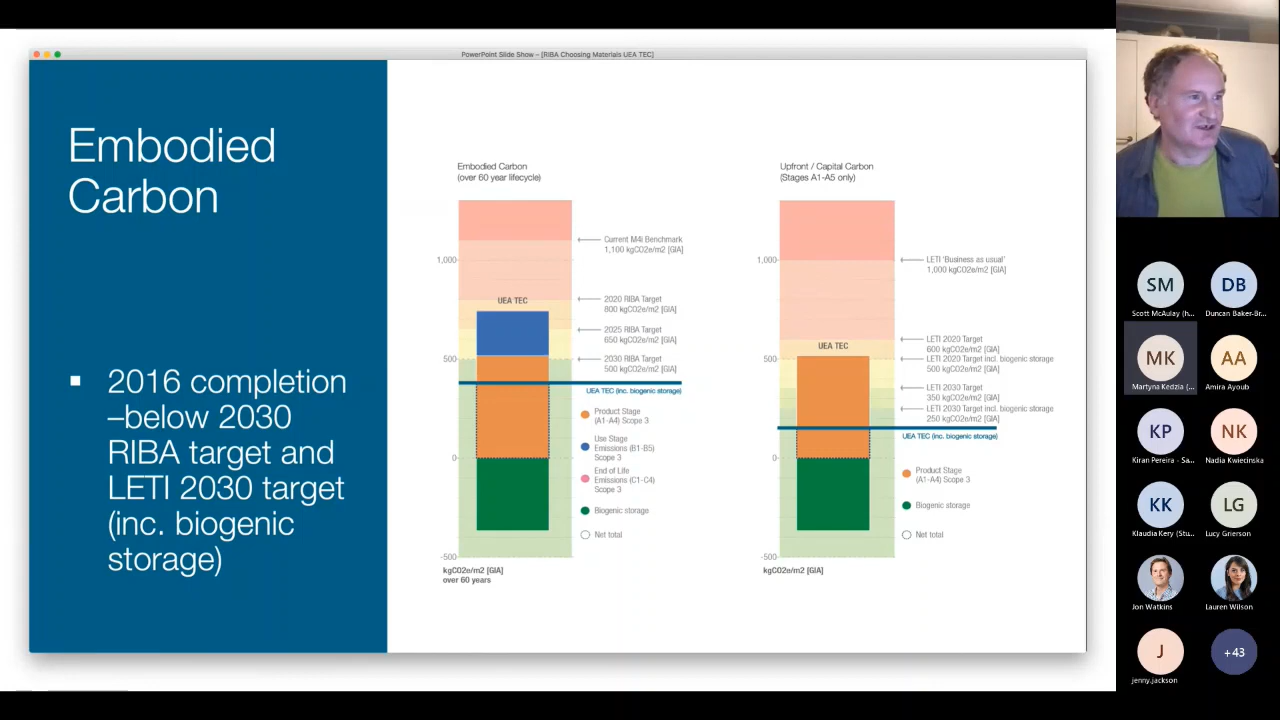 PowerPoint Slide Show – [RIBA Choosing Materials UEA TEC]
Embodied
Carbon
▪ 2016 completion
–below 2030
RIBA target and
LETI 2030 target
(inc. biogenic
storage)
Embodied Carbon
(over 60 year lifecycle)
1,000
500
0
-500
UEA TEC
Current M4i Benchmark
1,100 kgCO2e/m2 [GIA]
2020 RIBA Target
800 kgCO2e/m2 [GIA]
2025 RIBA Target
650 kgCO2e/m2 [GIA]
2030 RIBA Target
500 kgCO2e/m2 [GIA]
UEA TEC (inc. biogenic storage)
Product Stage
(A1-A4) Scope 3
Use Stage
Emissions (B1-B5)
Scope 3
End of Life
Emissions (C1-C4)
Scope 3
Biogenic storage
Net total
kgCO2e/m2 [GIA]
over 60 years
Upfront / Capital Carbon
(Stages A1-A5 only)
1,000
500
0
-500
UEA TEC
LETI 'Business as usual'
1,000 kgCO2e/m2 [GIA]
LETI 2020 Target
600 kgCO2e/m2 [GIA]
LETI 2020 Target incl. biogenic storage
500 kgCO2e/m2 [GIA]
LETI 2030 Target
350 kgCO2e/m2 [GIA]
LETI 2030 Target incl. biogenic storage
250 kgCO2e/m2 [GIA]
UEA TEC (inc. biogenic storage)
Product Stage
(A1-A4) Scope 3
Biogenic storage
Net total
kgCO2e/m2 [GIA]
SM
Scott McAulay (h...
DB
Duncan Baker-Br...
MK
Martyna Kedzia (...
AA
Amira Ayoub
KP
Kiran Pereira - Sa...
NK
Nadia Kwiecinska
KK
Klaudia Kery (Stu...
LG
Lucy Grierson
Jon Watkins
Lauren Wilson
J
jenny.jackson
+43